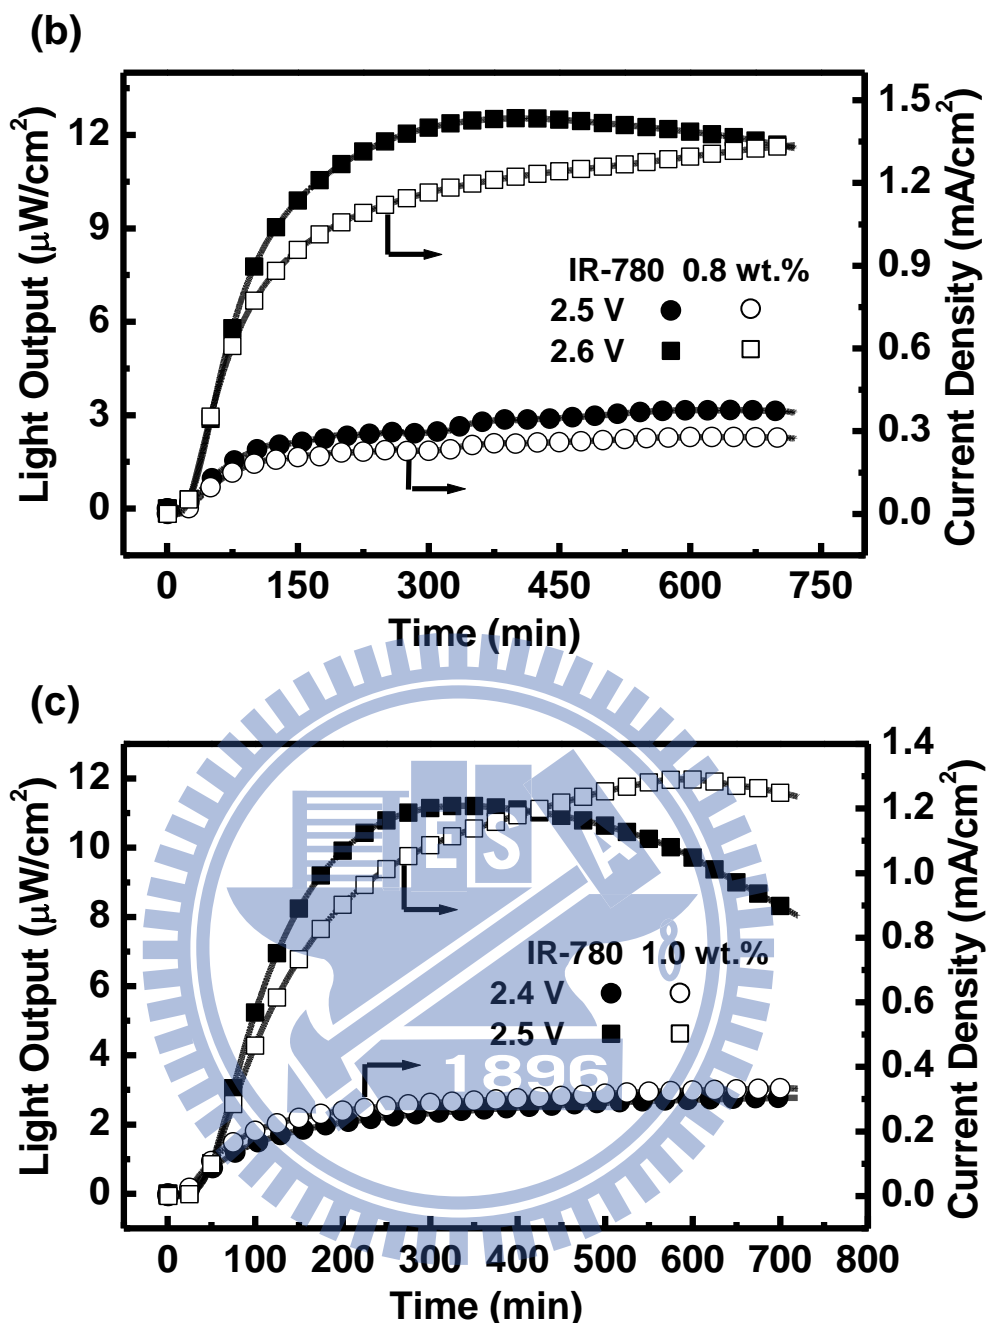 (b)
Light Output (μW/cm²)
12
9
6
3
0
1.5
1.2
0.9
0.6
0.3
0.0
Current Density (mA/cm²)
IR-780 0.8 wt.%
2.5 V
2.6 V
0 150 300 450 600 750
Time (min)
(c)
Light Output (μW/cm²)
12
10
8
6
4
2
0
1.4
1.2
1.0
0.8
0.6
0.4
0.2
0.0
Current Density (mA/cm²)
ESA
IR-780 1.0 wt.%
2.4 V
2.5 V
1896
0 100 200 300 400 500 600 700 800
Time (min)